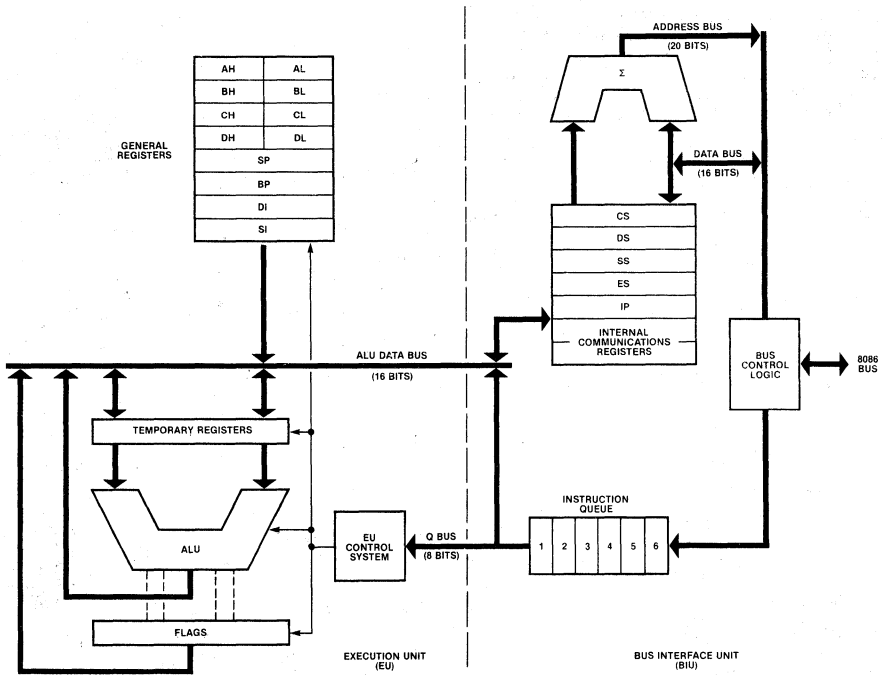 ADDRESS BUS
(20 BITS)
Σ
AH AL
BH BL
CH CL
DH DL
SP
BP
DI
SI
GENERAL
REGISTERS
DATA BUS
(16 BITS)
CS
DS
SS
ES
IP
INTERNAL
COMMUNICATIONS
REGISTERS
BUS
CONTROL
LOGIC
8086
BUS
ALU DATA BUS
(16 BITS)
TEMPORARY REGISTERS
ALU
FLAGS
EU
CONTROL
SYSTEM
Q BUS
(8 BITS)
INSTRUCTION
QUEUE
1 2 3 4 5 6
EXECUTION UNIT
(EU)
BUS INTERFACE UNIT
(BIU)